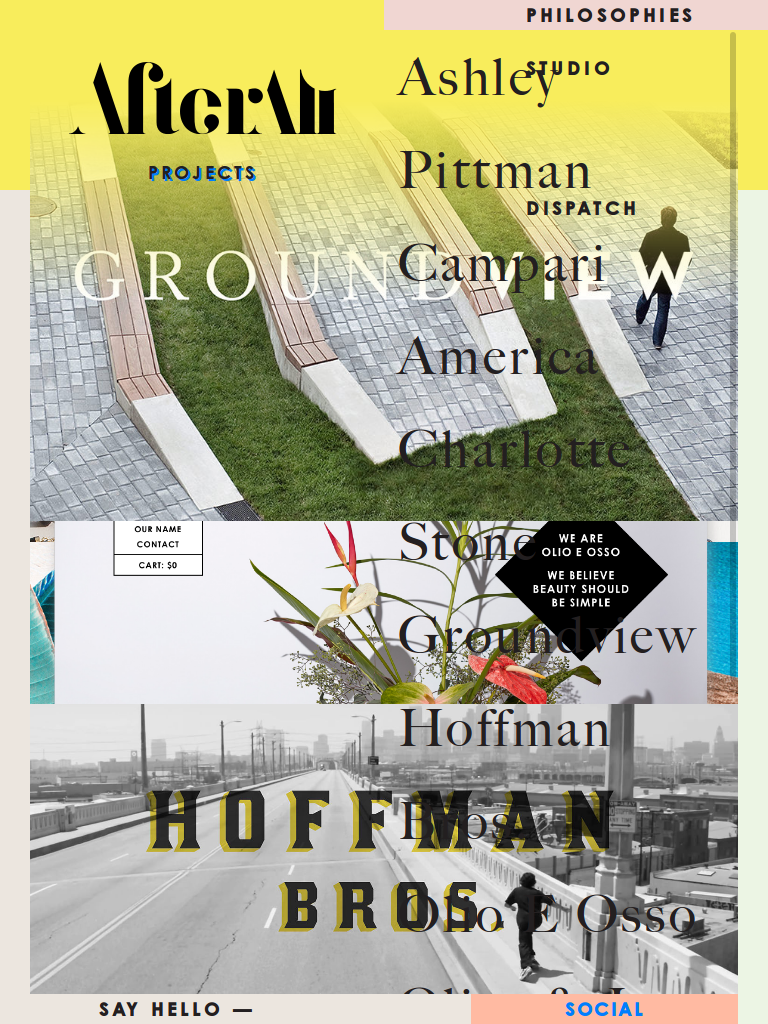 PHILOSOPHIES
STUDIO
AfterAll
PROJECTS
DISPATCH
GROUNDVIEW
Ashley
Pittman
Campari
America
Charlotte
Stone
Groundview
Hoffman
Bros.
Olio E Osso
OUR NAME
CONTACT
CART: $0
WE ARE
OLIO E OSSO
WE BELIEVE
BEAUTY SHOULD
BE SIMPLE
HOFFMAN
BROS.
SAY HELLO —
SOCIAL